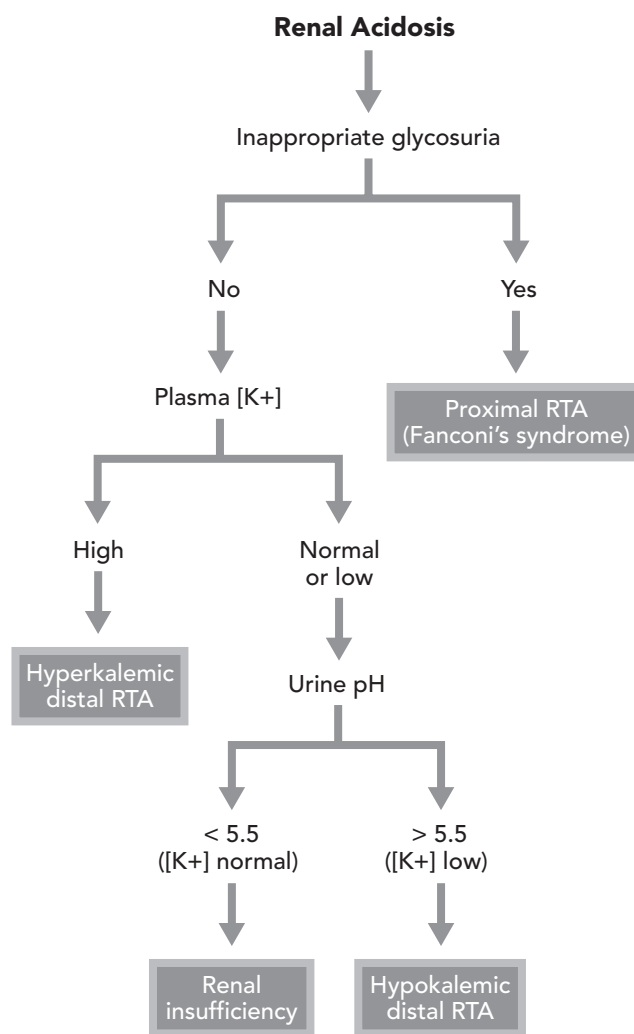 Renal Acidosis
Inappropriate glycosuria
No
Yes
Plasma [K+]
Proximal RTA
(Fanconi's syndrome)
High
Normal
or low
Hyperkalemic
distal RTA
Urine pH
< 5.5
([K+] normal)
> 5.5
([K+] low)
Renal
insufficiency
Hypokalemic
distal RTA